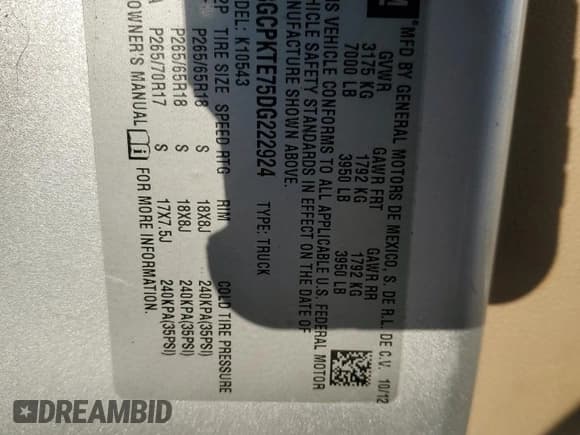 GM
®MFD BY GENERAL MOTORS DE MEXICO, S. DE R.L. DE C.V. 10/12
GVWR GAWR FRT GAWR RR
3175 KG 1792 KG 1792 KG
7000 LB 3950 LB 3950 LB
IS VEHICLE CONFORMS TO ALL APPLICABLE U.S. FEDERAL MOTOR
HICLE SAFETY STANDARDS IN EFFECT ON THE DATE OF
NUFACTURE SHOWN ABOVE.
GCPKTE75DG222924 TYPE: TRUCK
MODEL: K10543
TIRE SIZE SPEED RTG RIM COLD TIRE PRESSURE
P265/65R18 S 18X8J 240KPA(35PSI)
P265/65R18 S 18X8J 240KPA(35PSI)
P265/70R17 S 17X7.5J 240KPA(35PSI)
OWNER'S MANUAL FOR MORE INFORMATION.
DREAMBID